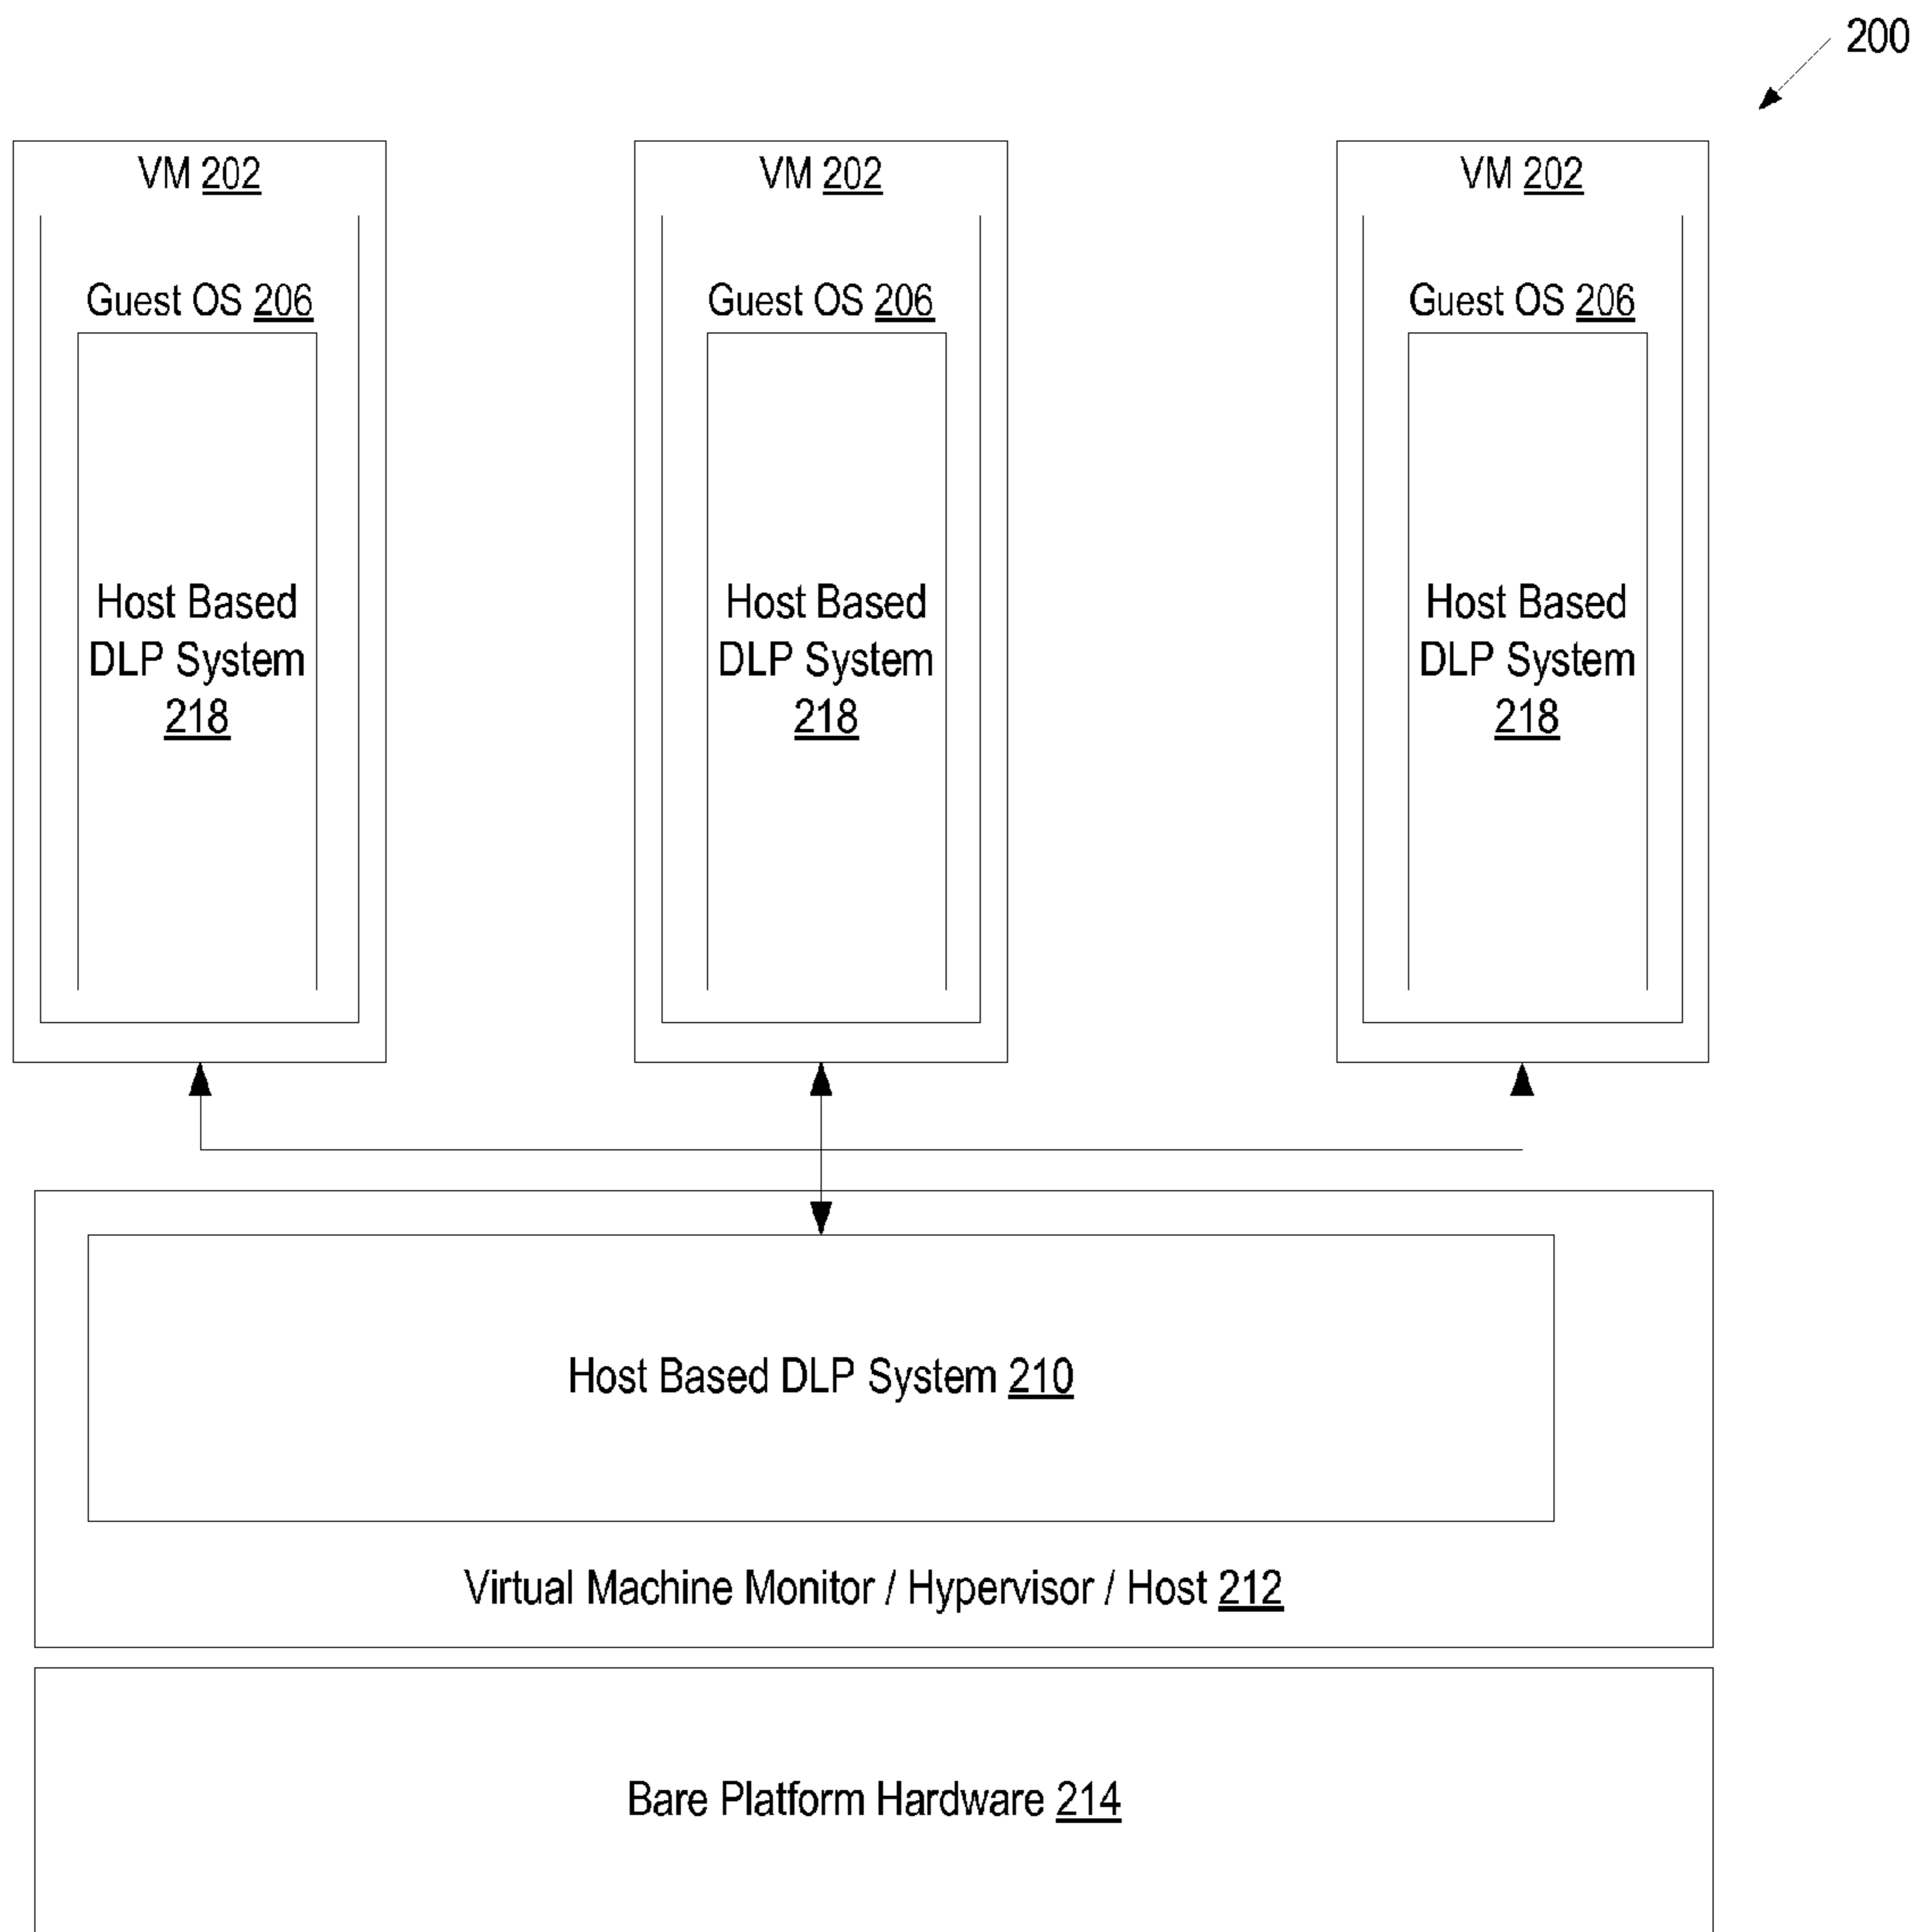 200
VM 202
Guest OS 206
Host Based
DLP System
218
VM 202
Guest OS 206
Host Based
DLP System
218
VM 202
Guest OS 206
Host Based
DLP System
218
Host Based DLP System 210
Virtual Machine Monitor / Hypervisor / Host 212
Bare Platform Hardware 214